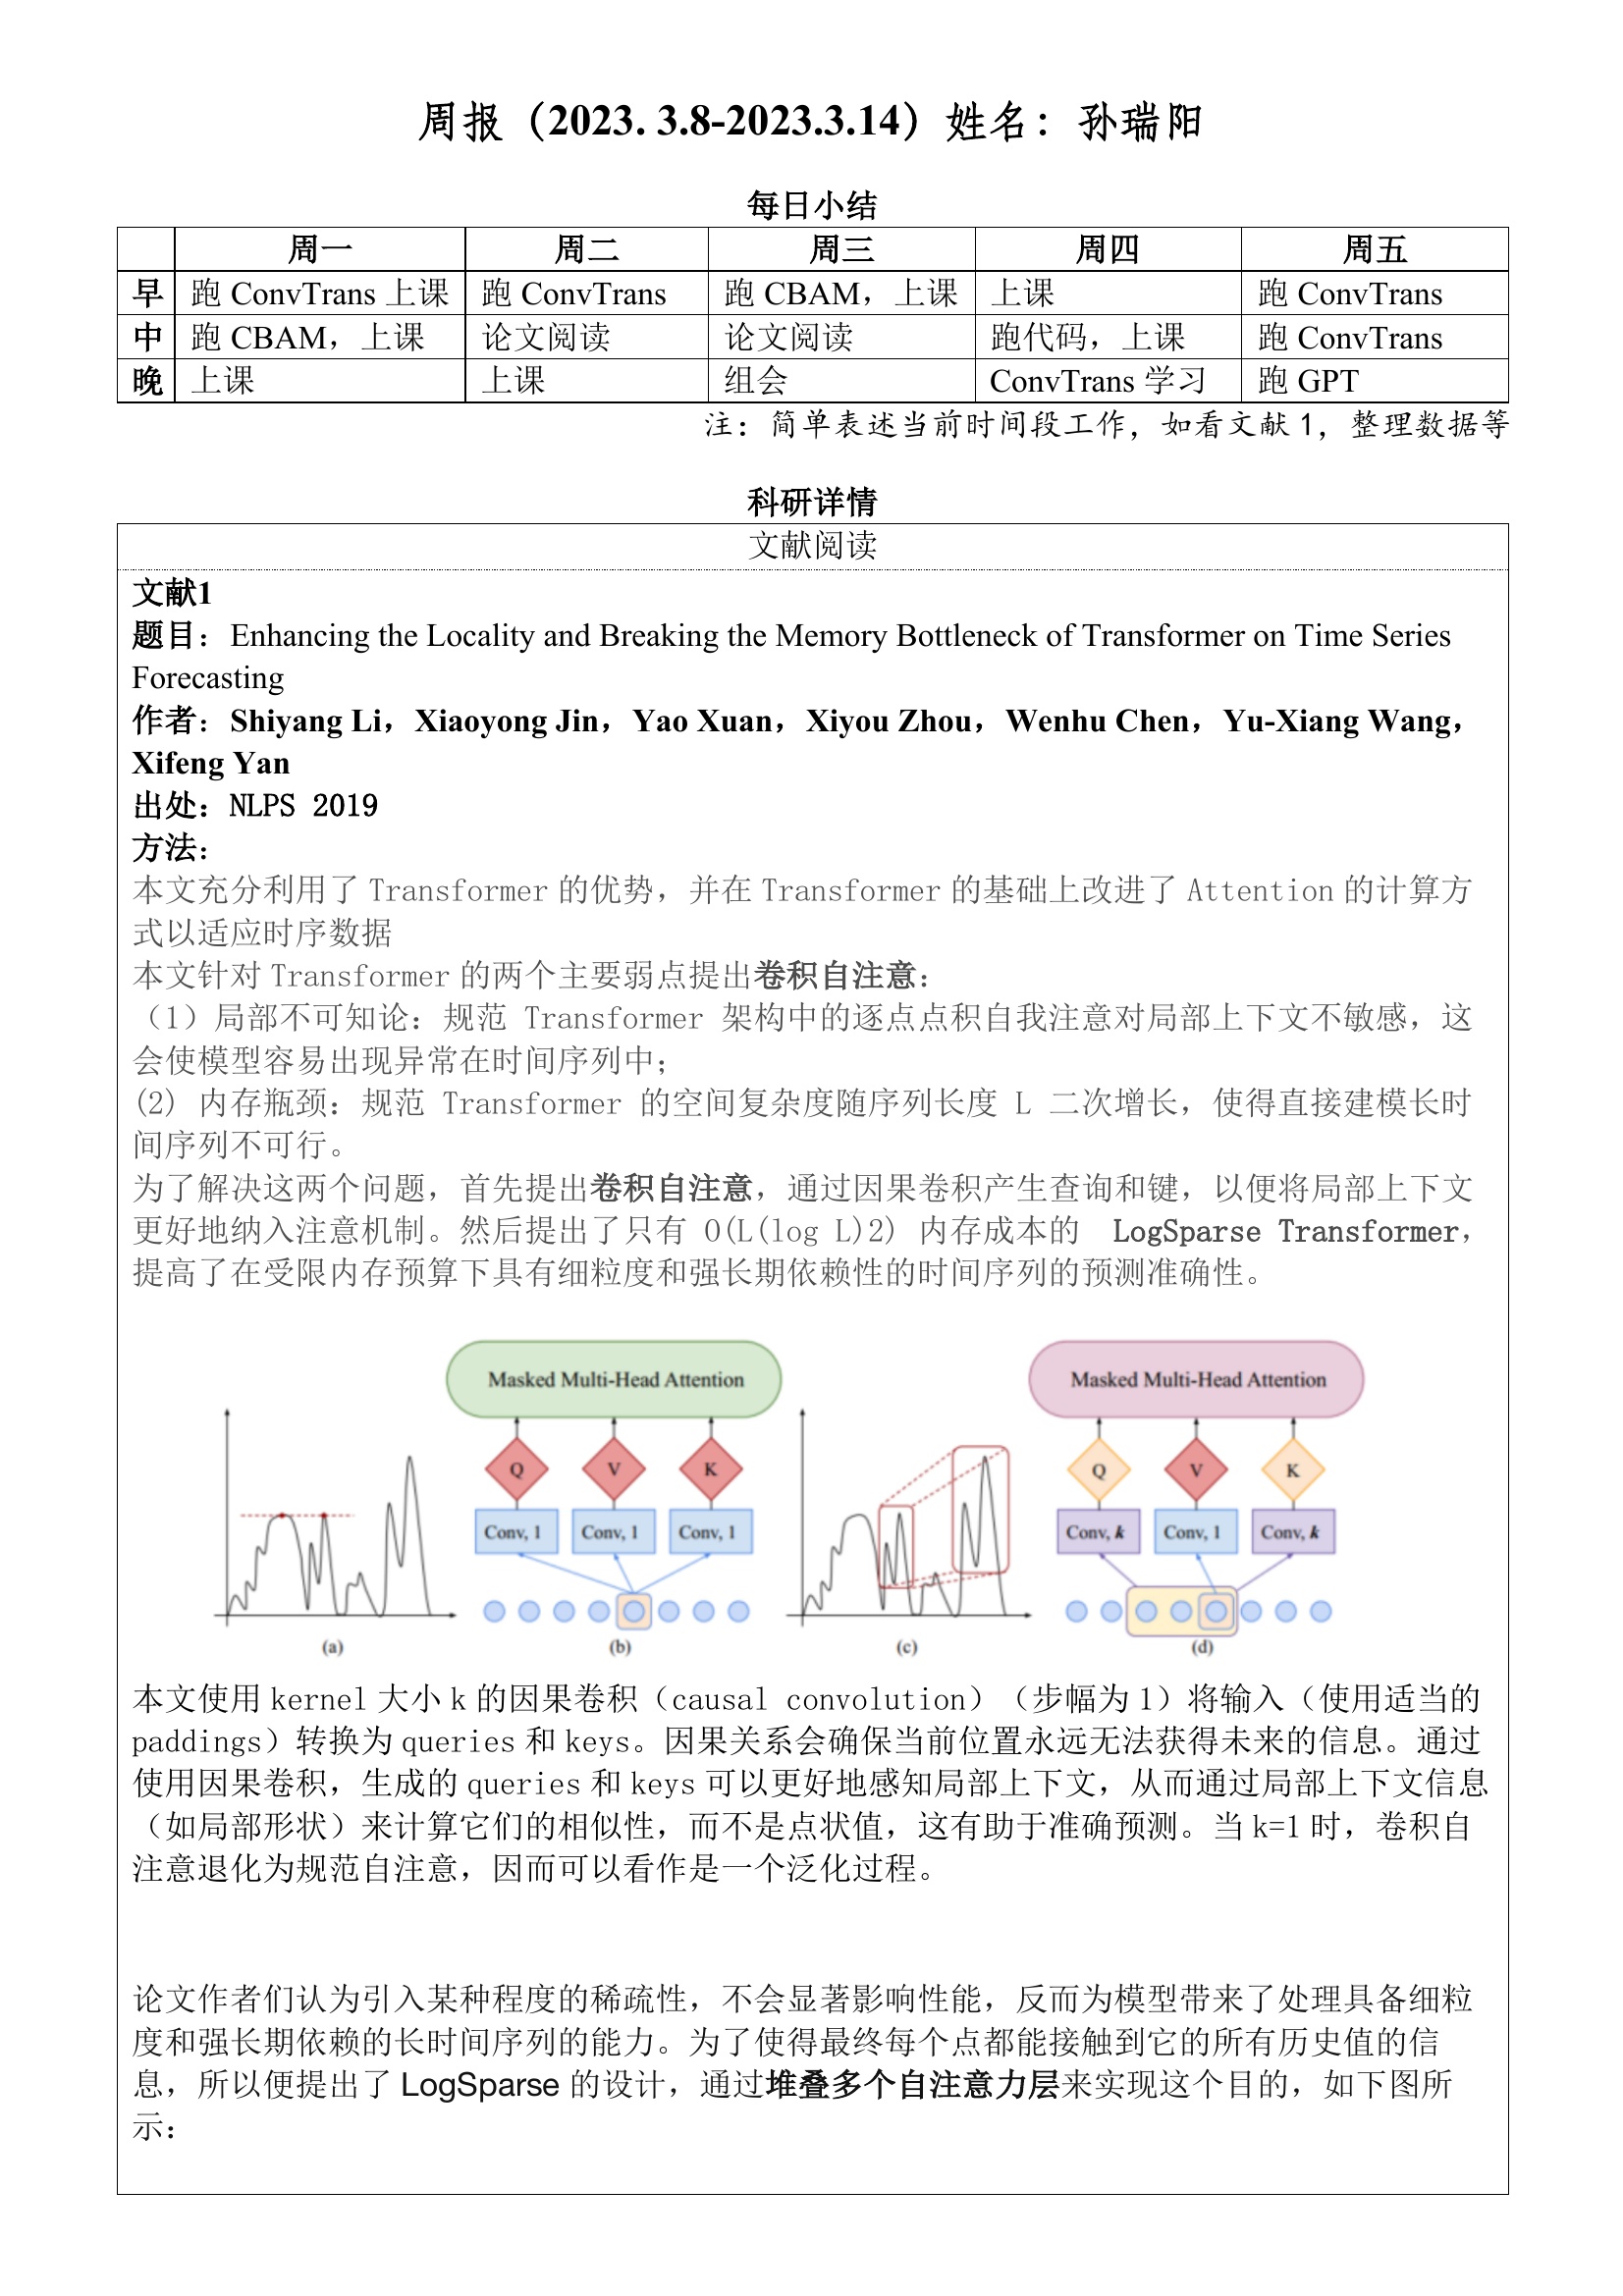 周报（2023. 3.8-2023.3.14）姓名：孙瑞阳
每日小结
周一 周二 周三 周四 周五
早 跑 ConvTrans 上课 跑 ConvTrans 跑 CBAM，上课 上课 跑 ConvTrans
中 跑 CBAM，上课 论文阅读 论文阅读 跑代码，上课 跑 ConvTrans
晚 上课 上课 组会 ConvTrans 学习 跑 GPT
注：简单表述当前时间段工作，如看文献 1，整理数据等
科研详情
文献阅读
文献1
题目：Enhancing the Locality and Breaking the Memory Bottleneck of Transformer on Time Series
Forecasting
作者：Shiyang Li，Xiaoyong Jin，Yao Xuan，Xiyou Zhou，Wenhu Chen，Yu-Xiang Wang，
Xifeng Yan
出处：NLPS 2019
方法：
本文充分利用了 Transformer 的优势，并在 Transformer 的基础上改进了 Attention 的计算方
式以适应时序数据
本文针对 Transformer 的两个主要弱点提出卷积自注意：
（1）局部不可知论：规范 Transformer 架构中的逐点点积自我注意对局部上下文不敏感，这
会使模型容易出现异常在时间序列中；
(2) 内存瓶颈：规范 Transformer 的空间复杂度随序列长度 L 二次增长，使得直接建模长时
间序列不可行。
为了解决这两个问题，首先提出卷积自注意，通过因果卷积产生查询和键，以便将局部上下文
更好地纳入注意机制。然后提出了只有 O(L(log L)2) 内存成本的 LogSparse Transformer，
提高了在受限内存预算下具有细粒度和强长期依赖性的时间序列的预测准确性。
Masked Multi-Head Attention Masked Multi-Head Attention
Q V K Q V K
Conv, 1 Conv, 1 Conv, 1 Conv, k Conv, 1 Conv, k
(a) (b) (c) (d)
本文使用 kernel 大小 k 的因果卷积（causal convolution）（步幅为 1）将输入（使用适当的
paddings）转换为 queries 和 keys。因果关系会确保当前位置永远无法获得未来的信息。通过
使用因果卷积，生成的 queries 和 keys 可以更好地感知局部上下文，从而通过局部上下文信息
（如局部形状）来计算它们的相似性，而不是点状值，这有助于准确预测。当 k=1 时，卷积自
注意退化为规范自注意，因而可以看作是一个泛化过程。
论文作者们认为引入某种程度的稀疏性，不会显著影响性能，反而为模型带来了处理具备细粒
度和强长期依赖的长时间序列的能力。为了使得最终每个点都能接触到它的所有历史值的信
息，所以便提出了 LogSparse 的设计，通过堆叠多个自注意力层来实现这个目的，如下图所
示：